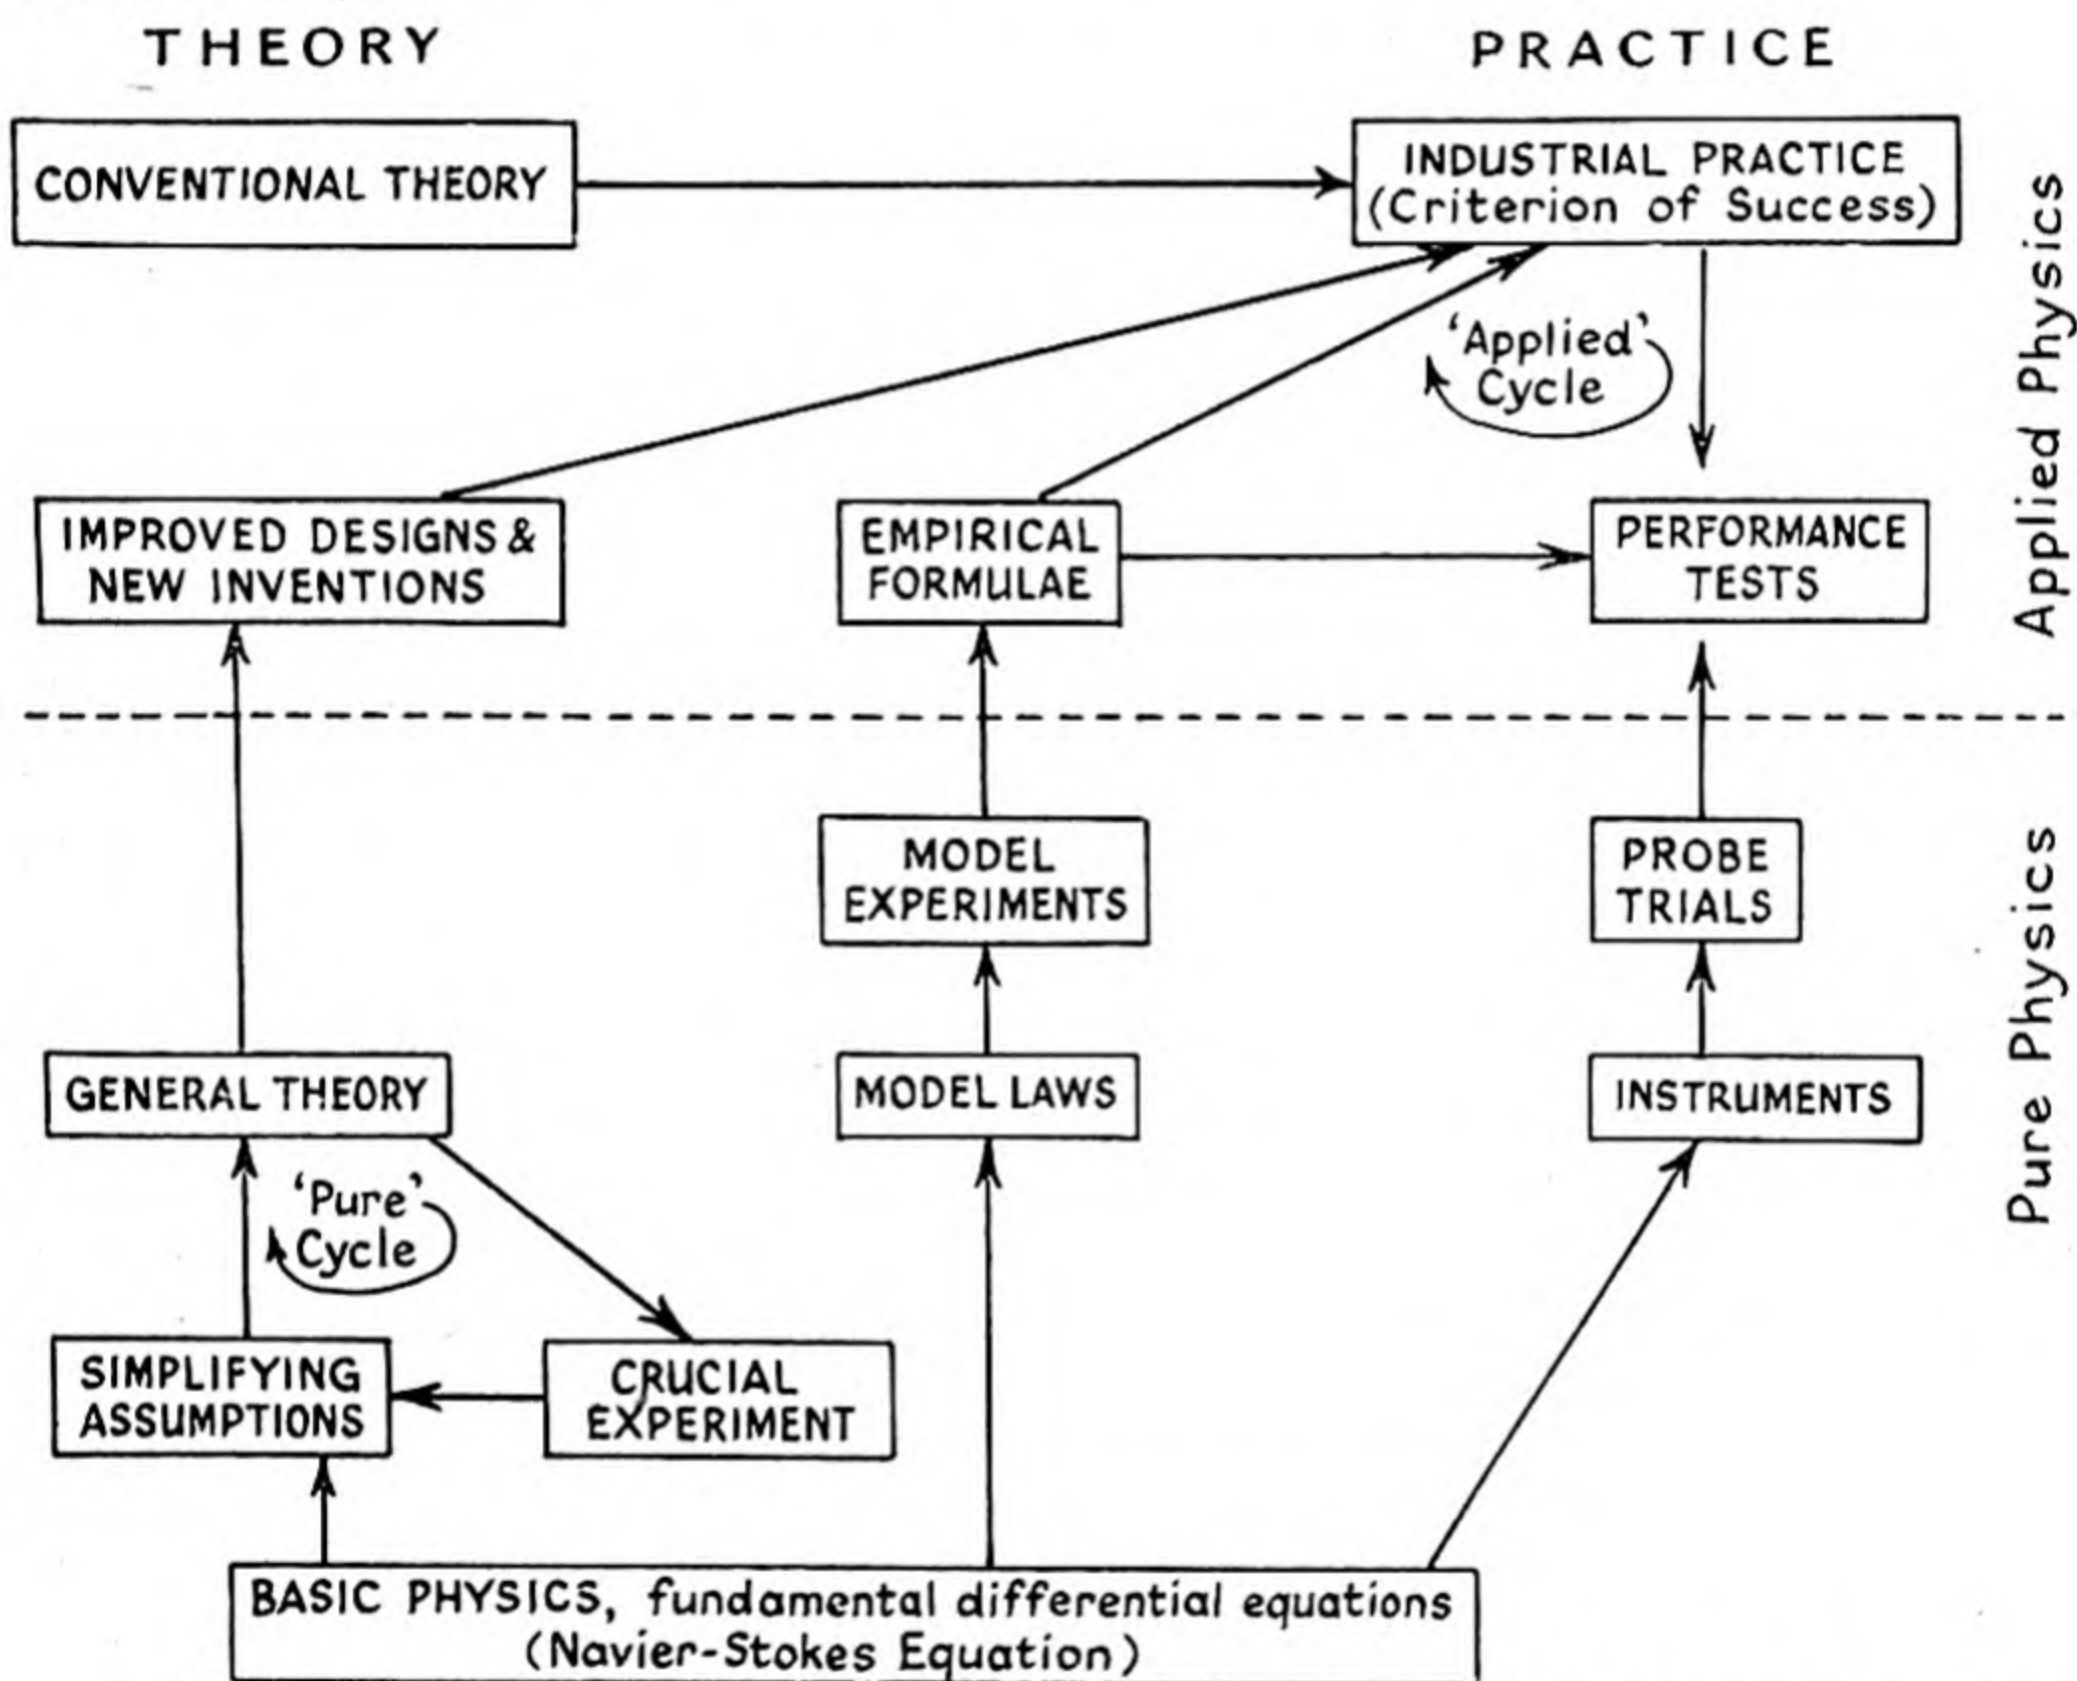 THEORY
PRACTICE
CONVENTIONAL THEORY
INDUSTRIAL PRACTICE
(Criterion of Success)
Applied Physics
'Applied'
Cycle
IMPROVED DESIGNS &
NEW INVENTIONS
EMPIRICAL
FORMULAE
PERFORMANCE
TESTS
MODEL
EXPERIMENTS
PROBE
TRIALS
Pure Physics
GENERAL THEORY
MODEL LAWS
INSTRUMENTS
'Pure'
Cycle
SIMPLIFYING
ASSUMPTIONS
CRUCIAL
EXPERIMENT
BASIC PHYSICS, fundamental differential equations
(Navier-Stokes Equation)